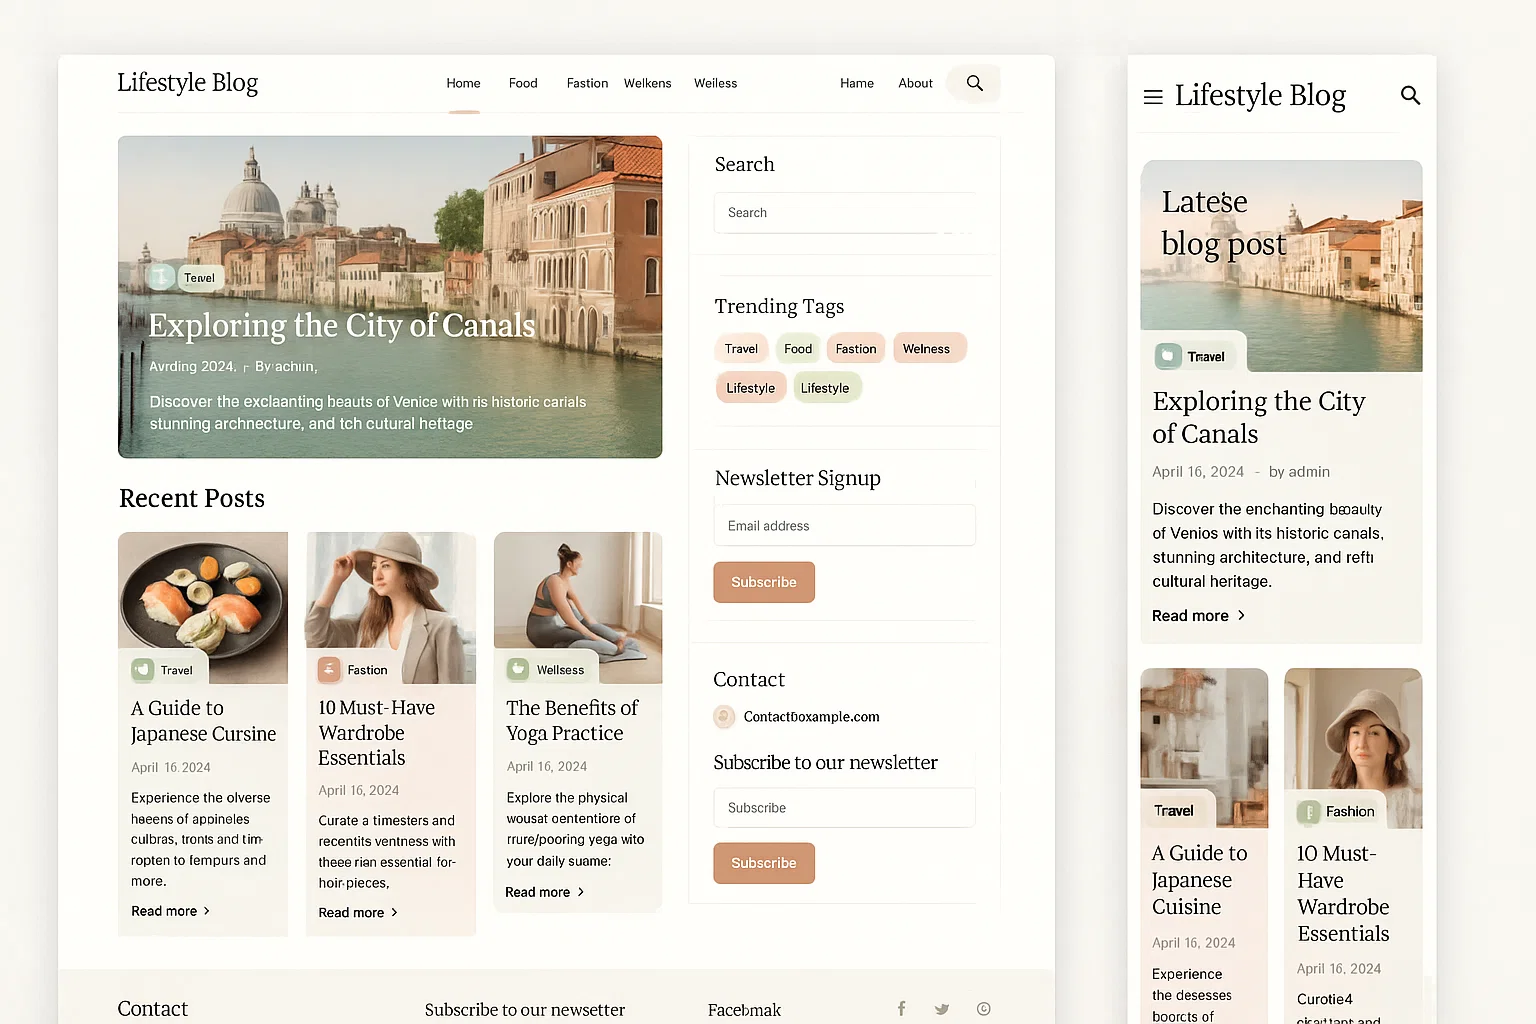 Lifestyle Blog
Home Food Fastion Welkens Weiless Hame About
Tervel
Exploring the City of Canals
Avrding 2024. By achiın,
Discover the exclaanting beauts of Venice with ris historic carials
stunning archnecture, and tch cutural heftage
Recent Posts
Travel
A Guide to
Japanese Cursine
April 16.2024
Experience the olverse
heeens of appineles
culbras, tronts and tim-
ropten to fempurs and
more.
Read more
Fastion
10 Must-Have
Wardrobe
Essentials
April 16, 2024
Curate a timesters and
recentits ventness with
theee rian essential for-
hoir-pieces,
Read more
Wellsess
The Benefits of
Yoga Practice
April 16, 2024
Explore the physical
wousat oententiore of
rrure/pooring yega wito
your daily suame:
Read more
Search
Search
Trending Tags
Travel Food Fastion Welness
Lifestyle Lifestyle
Newsletter Signup
Email address
Subscribe
Contact
Contactboxample.com
Subscribe to our newsletter
Subscribe
Subscribe
Contact
Subscribe to our newsetter
Facebmak
Lifestyle Blog
Latese
blog post
Travel
Exploring the City
of Canals
April 16, 2024 - by admin
Discover the enchanting beaulty
of Venios with its historic canals,
stunning architecture, and refti
cultural heritage.
Read more
Travel
A Guide to
Japanese
Cuisine
April 16, 2024
Experience
the desesses
boorcts of
Fashion
10 Must-
Have
Wardrobe
Essentials
April 16, 2024
Curotie4